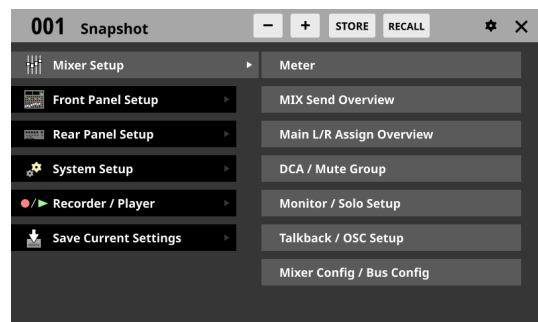 001 Snapshot − + STORE RECALL
Mixer Setup
Front Panel Setup
Rear Panel Setup
System Setup
Recorder / Player
Save Current Settings
Meter
MIX Send Overview
Main L/R Assign Overview
DCA / Mute Group
Monitor / Solo Setup
Talkback / OSC Setup
Mixer Config / Bus Config